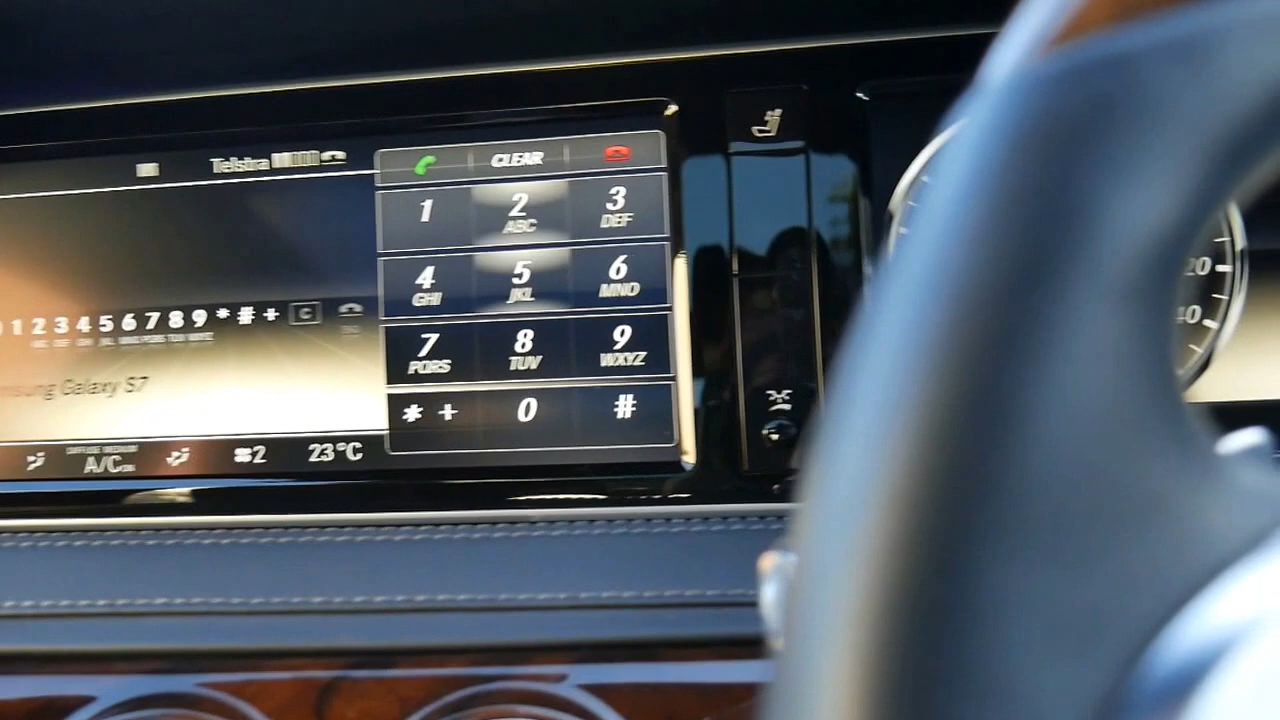 Telstra
CLEAR
1 2 3
ABC DEF
4 5 6
GHI JKL MNO
7 8 9
PQRS TUV WXYZ
* + 0 #
1 2 3 4 5 6 7 8 9 * # + C
Galaxy S7
A/C 2 23°C
20
40